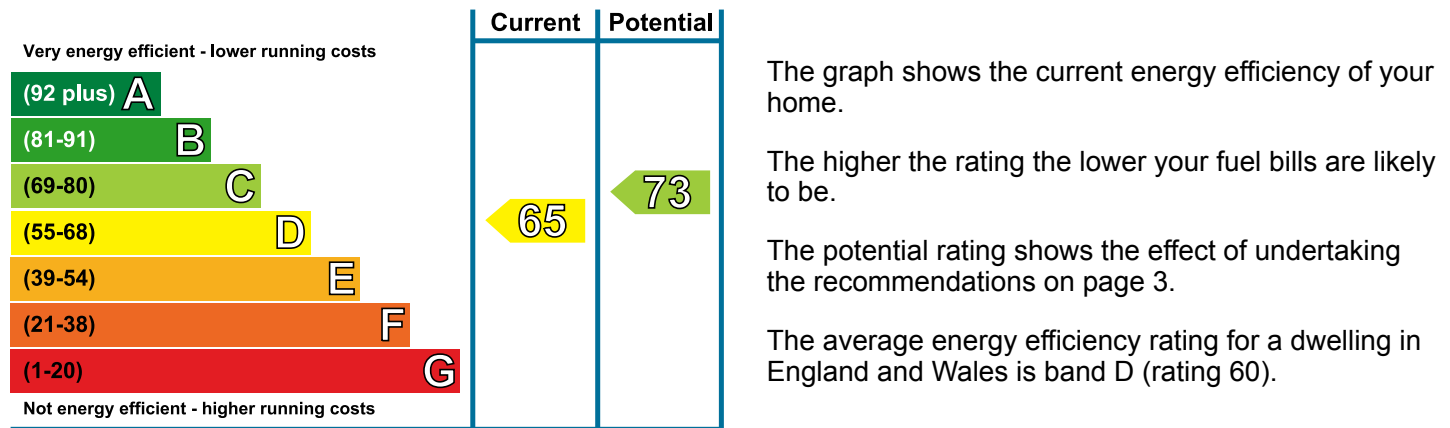 Current Potential
Very energy efficient - lower running costs
(92 plus) A
(81-91) B
(69-80) C
(55-68) D
(39-54) E
(21-38) F
(1-20) G
Not energy efficient - higher running costs
65
73
The graph shows the current energy efficiency of your
home.
The higher the rating the lower your fuel bills are likely
to be.
The potential rating shows the effect of undertaking
the recommendations on page 3.
The average energy efficiency rating for a dwelling in
England and Wales is band D (rating 60).